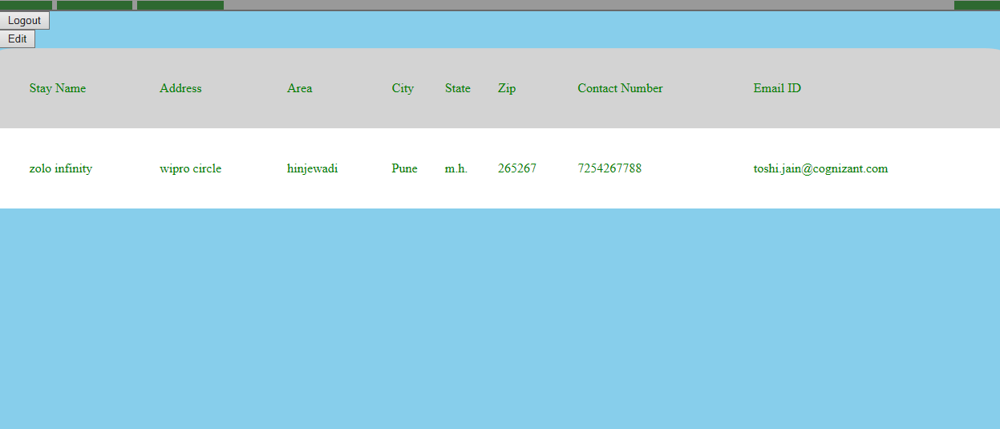 Logout
Edit
Stay Name Address Area City State Zip Contact Number Email ID
zolo infinity wipro circle hinjewadi Pune m.h. 265267 7254267788 toshi.jain@cognizant.com